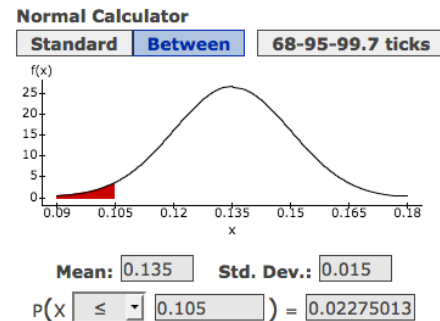 Normal Calculator
Standard Between 68-95-99.7 ticks
f(x)
25
20
15
10
5
0
0.09 0.105 0.12 0.135 0.15 0.165 0.18
x
Mean: 0.135 Std. Dev.: 0.015
P(X ≤ 0.105 ) = 0.02275013